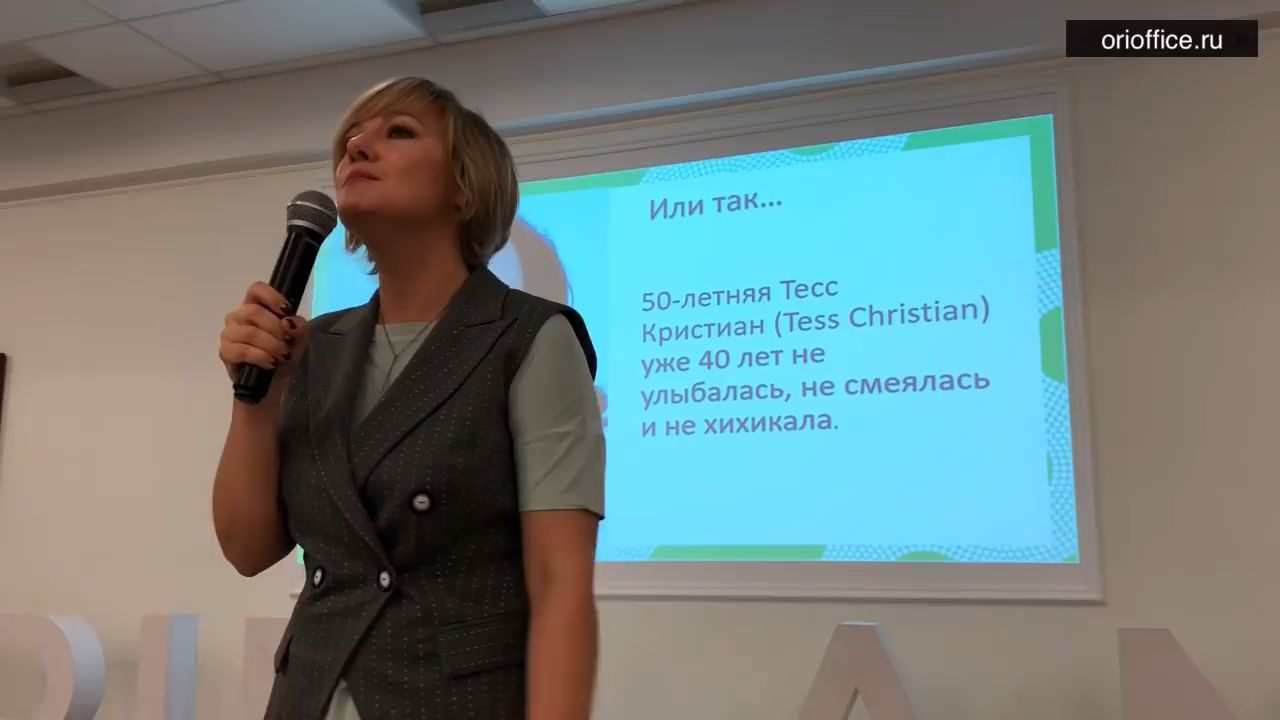 orioffice.ru
Или так...
50-летняя Тесс
Кристиан (Tess Christian)
уже 40 лет не
улыбалась, не смеялась
и не хихикала.